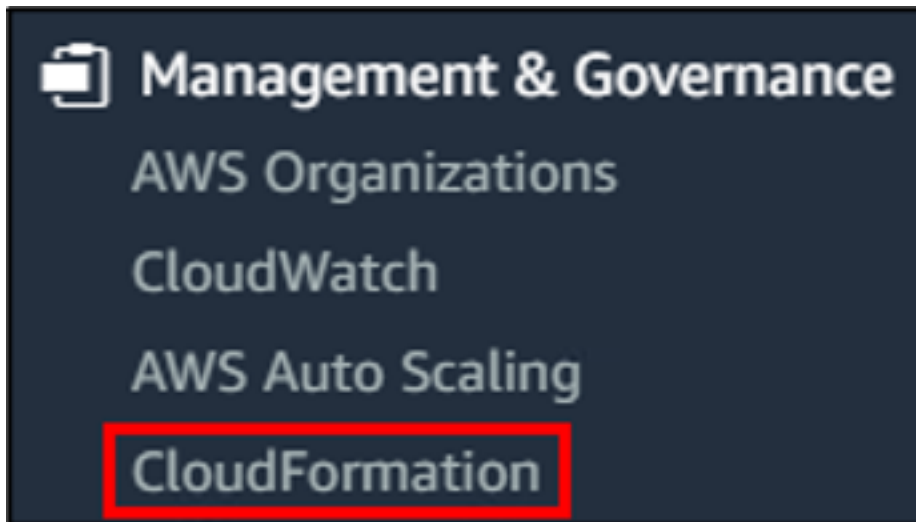 Management & Governance
AWS Organizations
CloudWatch
AWS Auto Scaling
CloudFormation